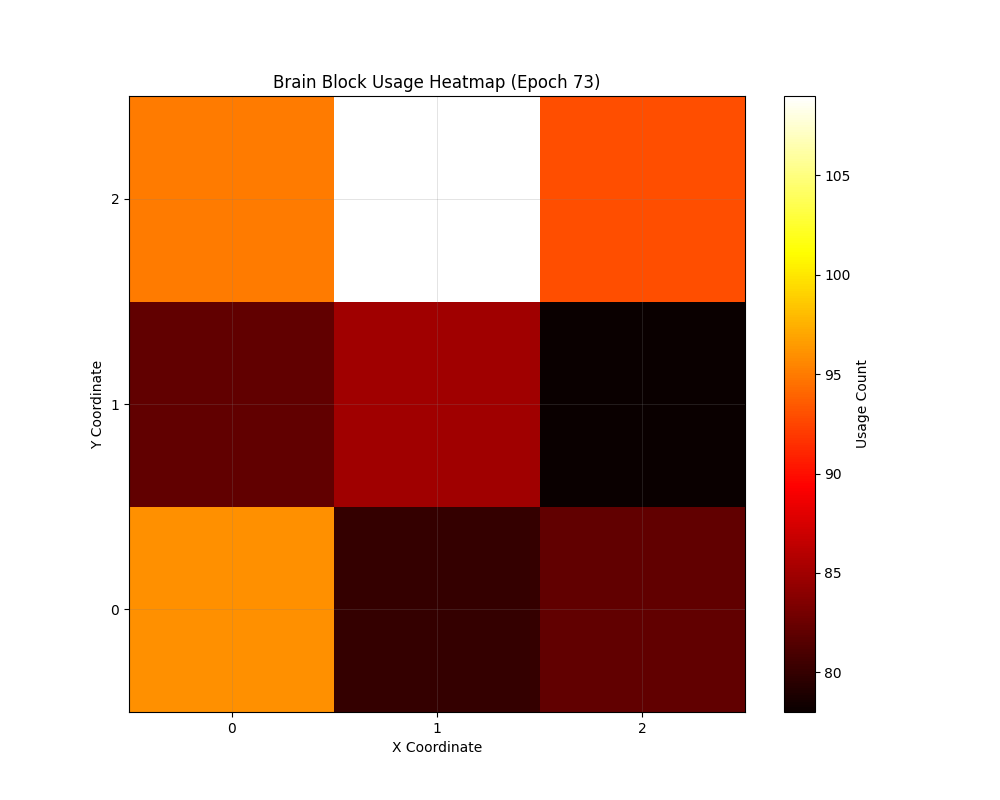 Brain Block Usage Heatmap (Epoch 73)
2
1
0
Y Coordinate
0 1 2
X Coordinate
105
100
95
90
85
80
Usage Count